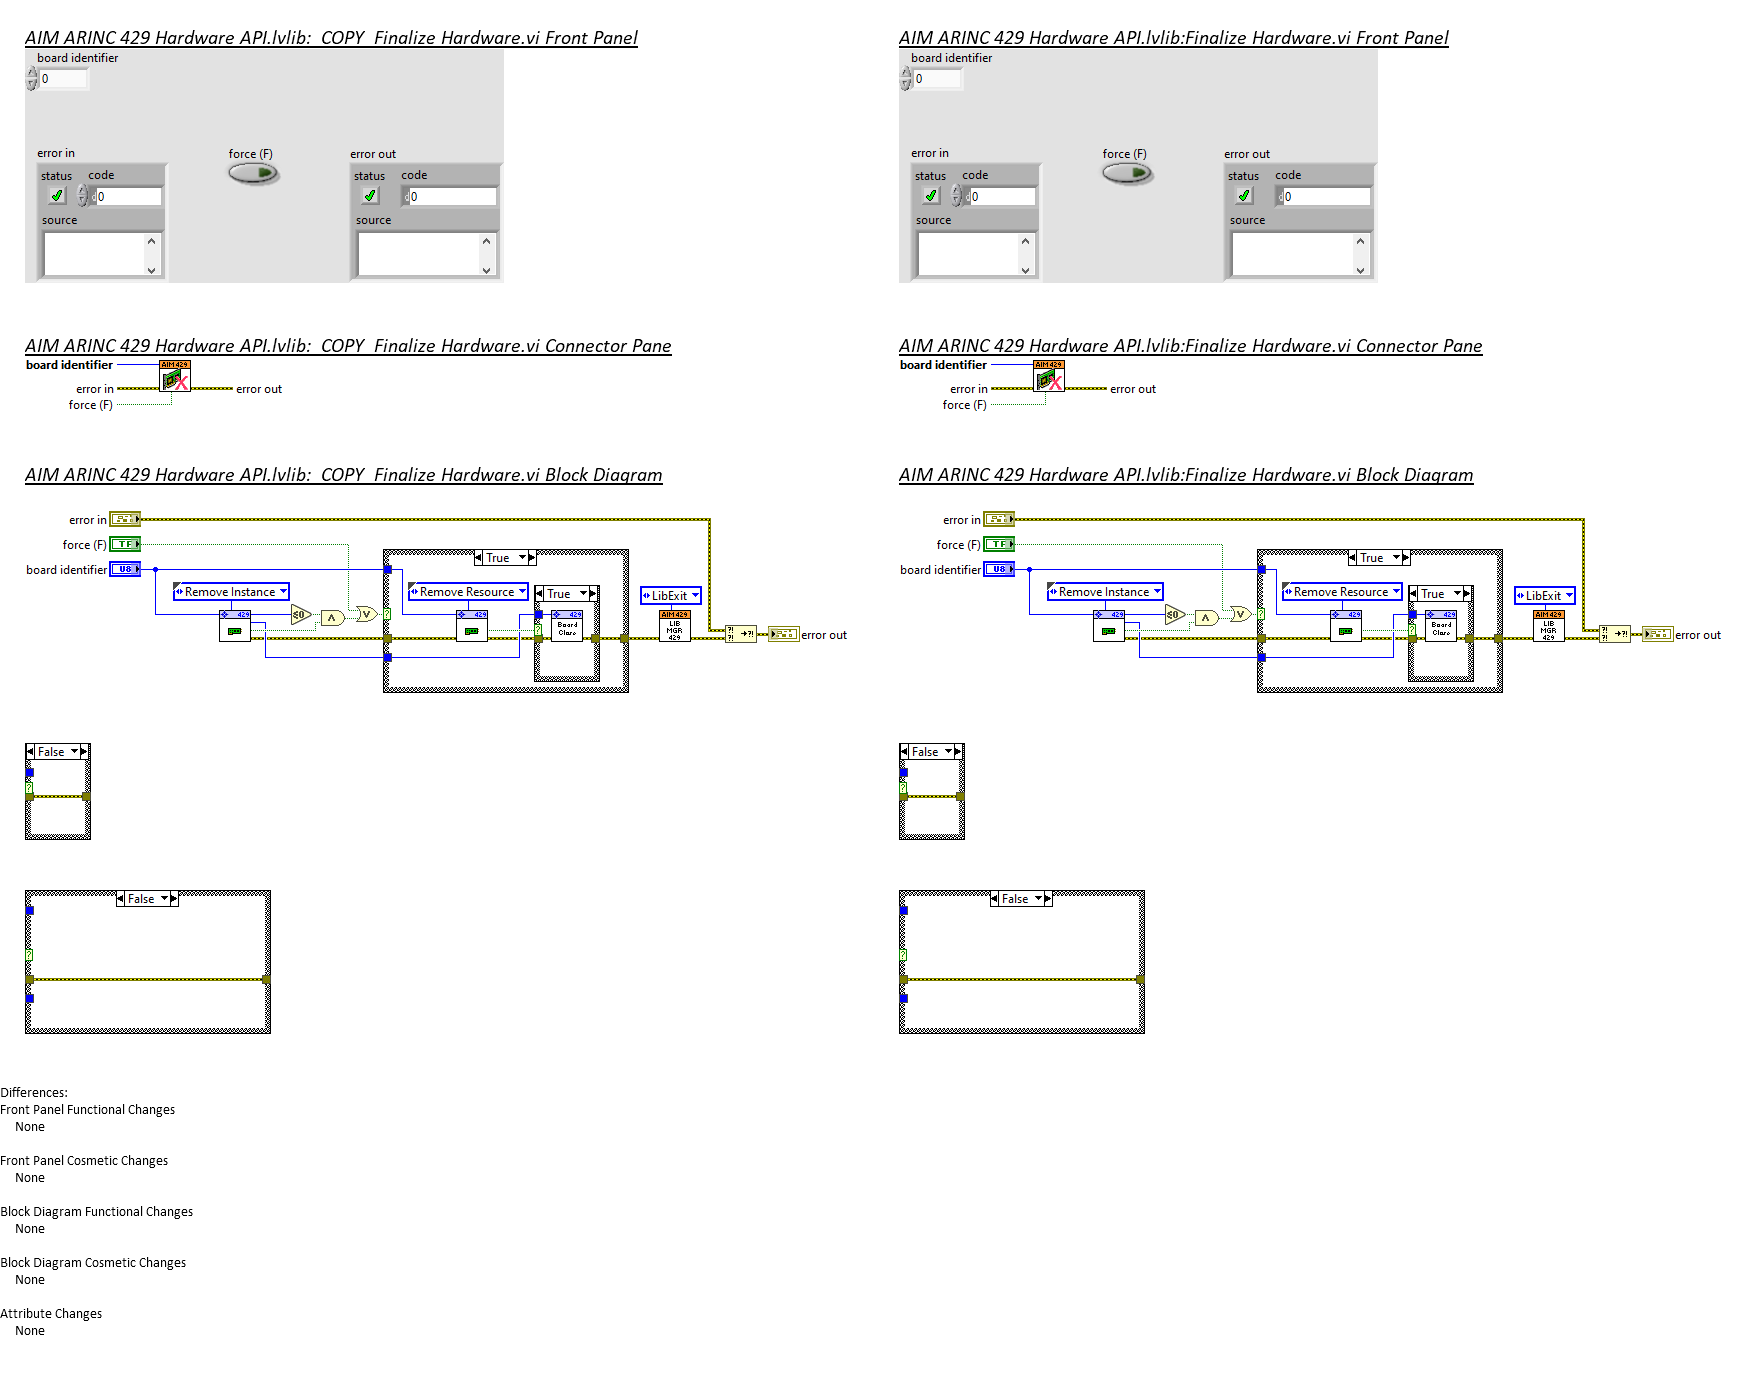 AIM ARINC 429 Hardware API.lvlib:  COPY  Finalize Hardware.vi Front Panel
board identifier
0
error in
force (F)
error out
status
code
0
source
status
code
0
source
AIM ARINC 429 Hardware API.lvlib:  COPY  Finalize Hardware.vi Connector Pane
board identifier
AIM429
error in
error out
force (F)
AIM ARINC 429 Hardware API.lvlib:  COPY  Finalize Hardware.vi Block Diagram
error in
force (F)
TF
True
board identifier
U8
Remove Instance
Remove Resource
True
LibExit
429
≤0
∧
∨
?
429
429
Board
Close
?
AIM429
LIB
MGR
429
?!
?!
→?!
error out
False
?
False
?
AIM ARINC 429 Hardware API.lvlib:Finalize Hardware.vi Front Panel
board identifier
0
error in
force (F)
error out
status
code
0
source
status
code
0
source
AIM ARINC 429 Hardware API.lvlib:Finalize Hardware.vi Connector Pane
board identifier
AIM429
error in
error out
force (F)
AIM ARINC 429 Hardware API.lvlib:Finalize Hardware.vi Block Diagram
error in
force (F)
TF
True
board identifier
U8
Remove Instance
Remove Resource
True
LibExit
429
≤0
∧
∨
?
429
429
Board
Close
?
AIM429
LIB
MGR
429
?!
?!
→?!
error out
False
?
False
?
Differences:
Front Panel Functional Changes
None
Front Panel Cosmetic Changes
None
Block Diagram Functional Changes
None
Block Diagram Cosmetic Changes
None
Attribute Changes
None